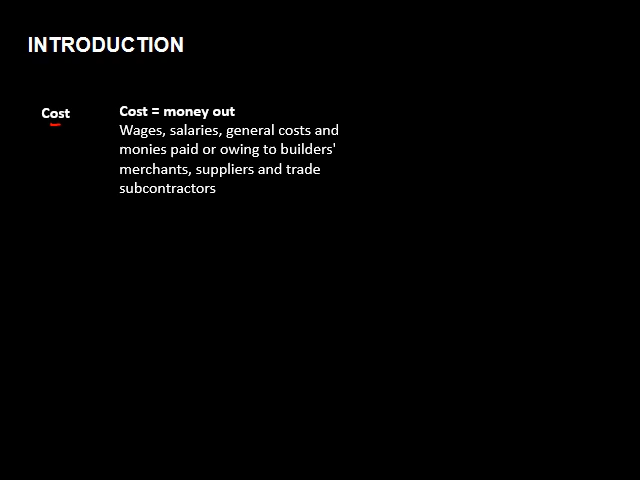 INTRODUCTION
Cost
Cost = money out
Wages, salaries, general costs and
monies paid or owing to builders'
merchants, suppliers and trade
subcontractors